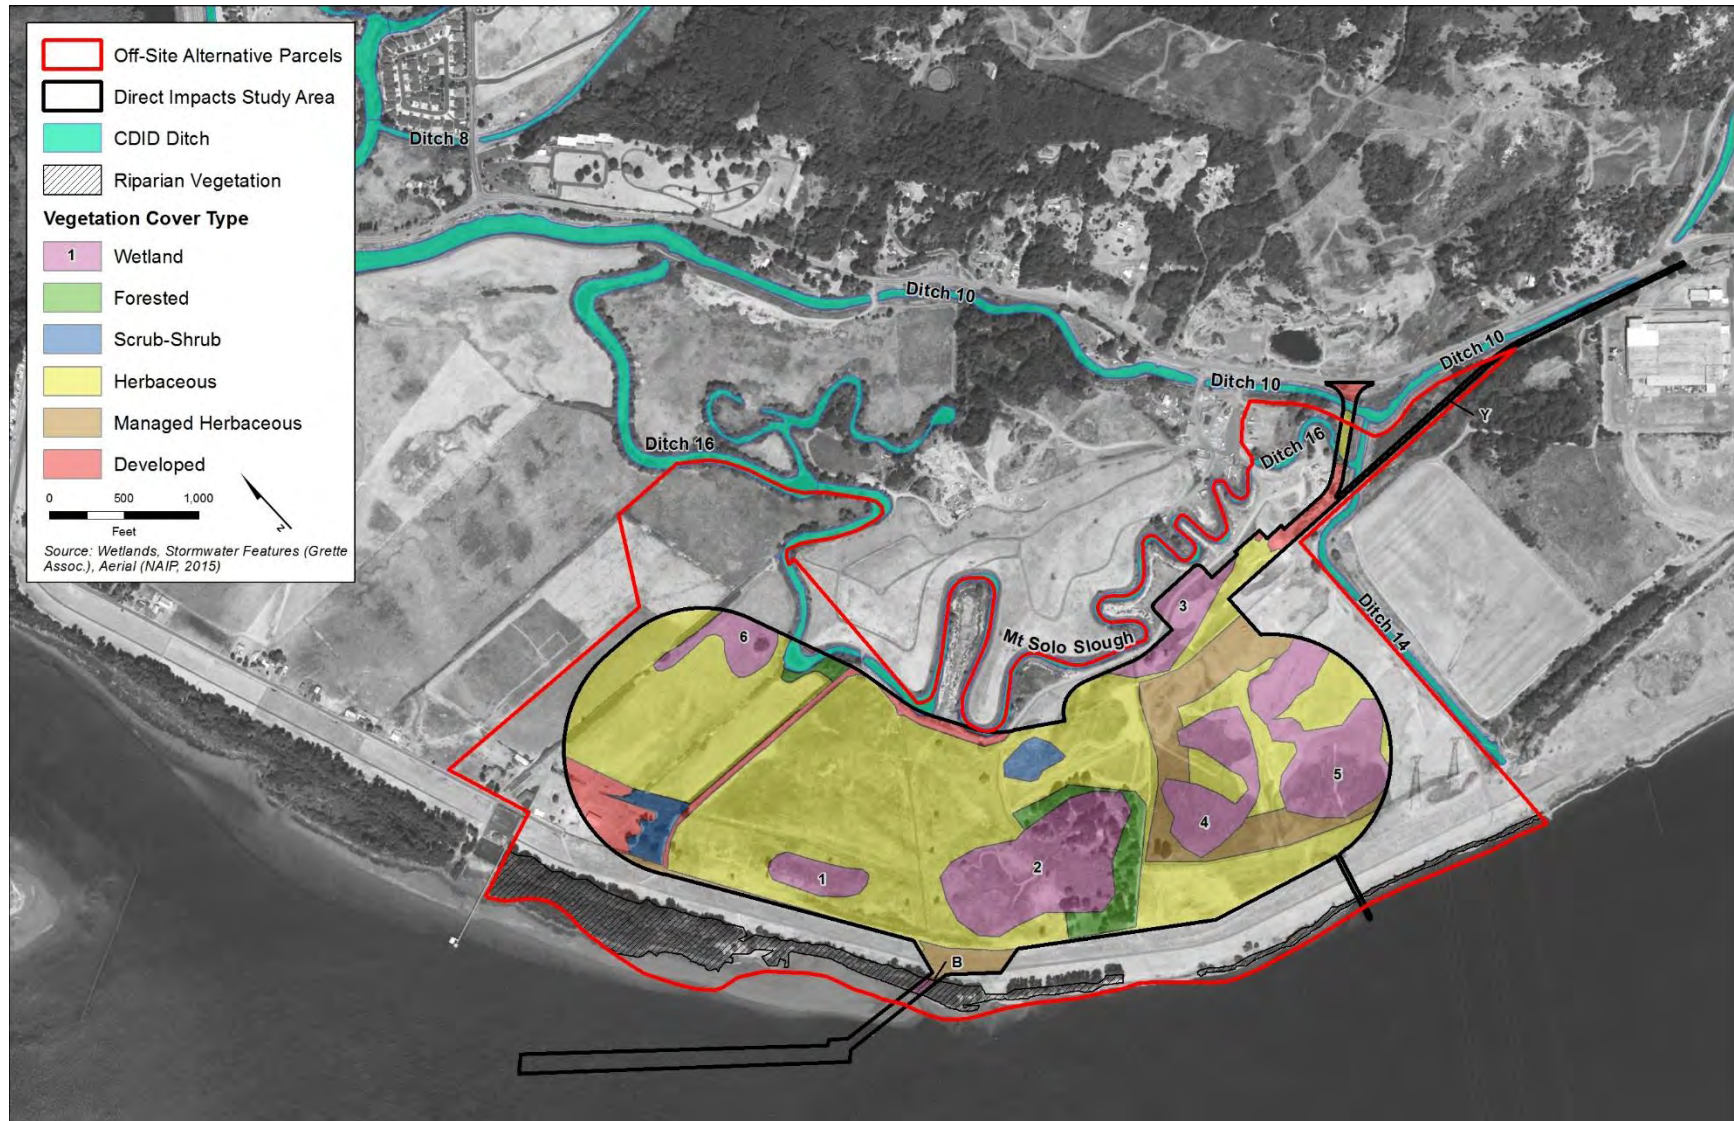 Off-Site Alternative Parcels
Direct Impacts Study Area
CDID Ditch
Riparian Vegetation
Vegetation Cover Type
1 Wetland
Forested
Scrub-Shrub
Herbaceous
Managed Herbaceous
Developed
0 500 1,000
Feet
N
Source: Wetlands, Stormwater Features (Grette
Assoc.), Aerial (NAIP, 2015)
Ditch 8
Ditch 10
Ditch 10
Ditch 10
Y
Ditch 16
Ditch 16
Ditch 14
Mt Solo Slough
3
6
5
4
2
1
B